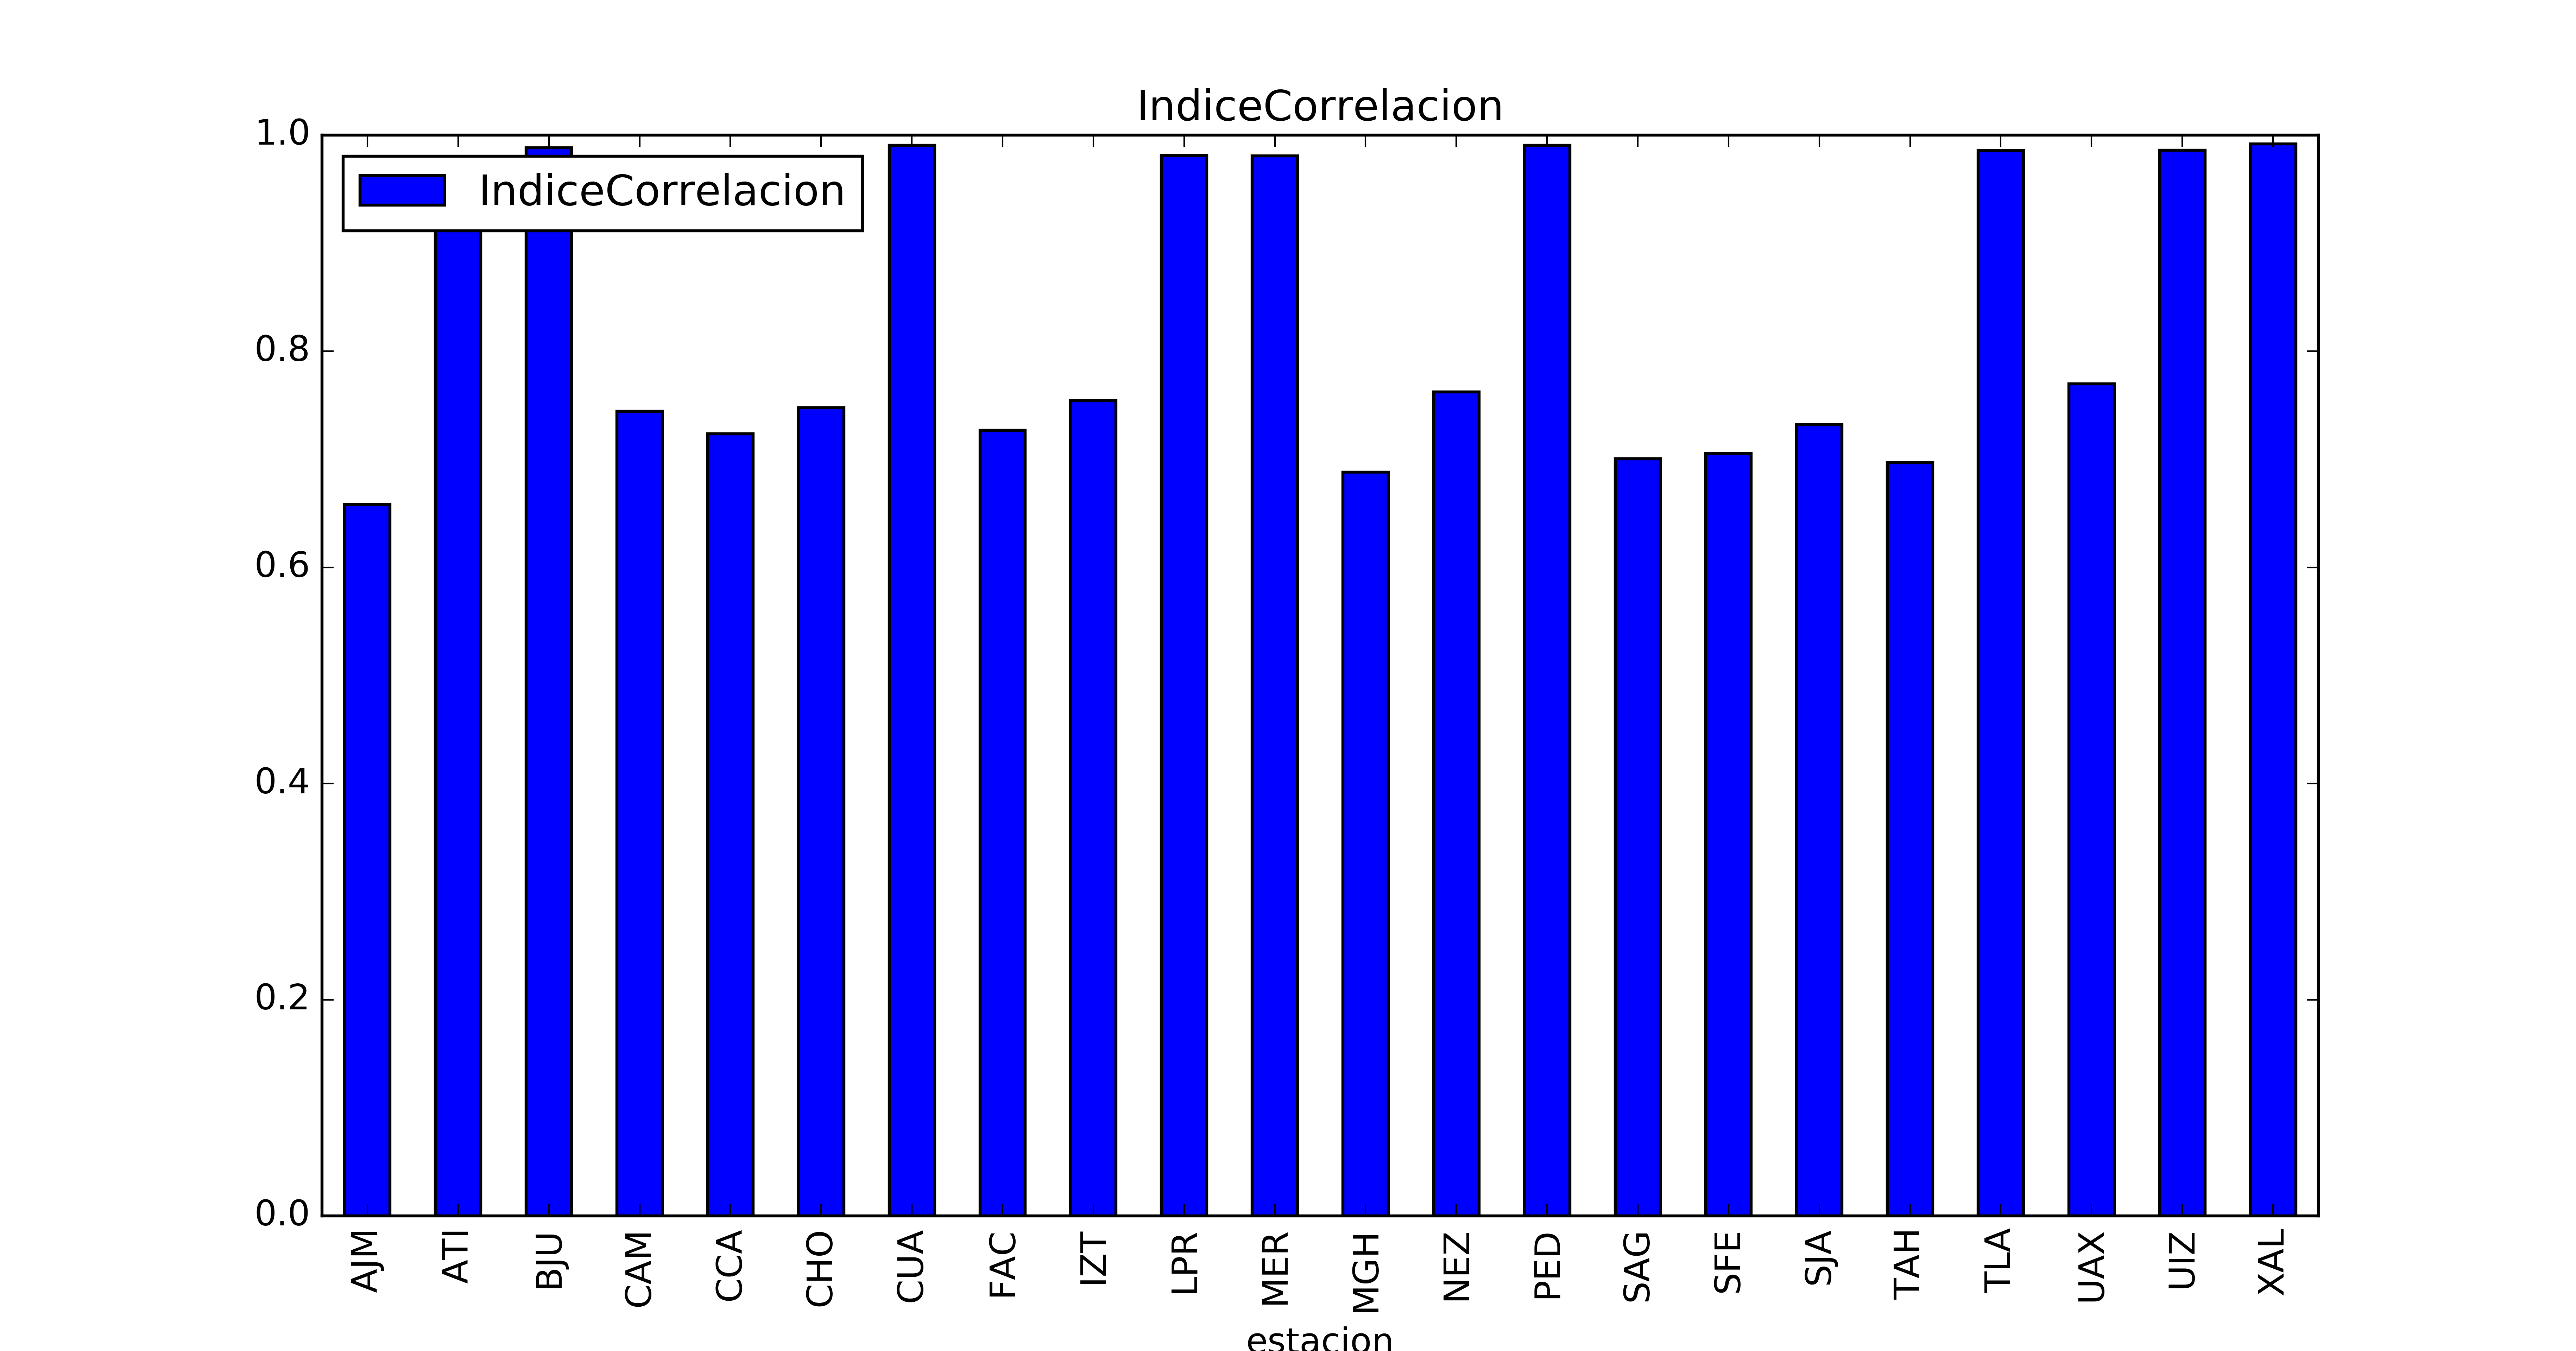 IndiceCorrelacion
1.0
IndiceCorrelacion
0.8
0.6
0.4
0.2
0.0
AJM ATI BJU CAM CCA CHO CUA FAC IZT LPR MER MGH NEZ PED SAG SFE SJA TAH TLA UAX UIZ XAL
estacion